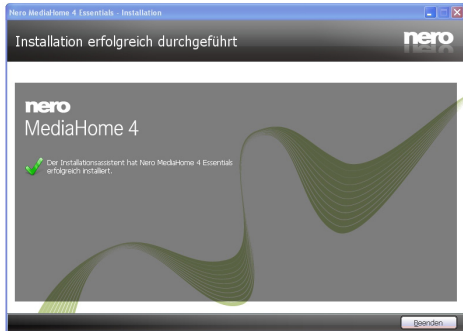 Nero MediaHome 4 Essentials - Installation
Installation erfolgreich durchgeführt
nero
nero
MediaHome 4
Der Installationsassistent hat Nero MediaHome 4 Essentials
erfolgreich installiert.
Beenden